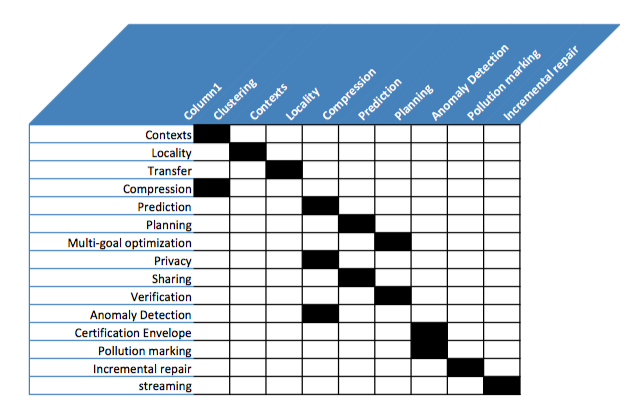 Column1
Clustering
Contexts
Locality
Compression
Prediction
Planning
Anomaly Detection
Pollution marking
Incremental repair
Contexts
Locality
Transfer
Compression
Prediction
Planning
Multi-goal optimization
Privacy
Sharing
Verification
Anomaly Detection
Certification Envelope
Pollution marking
Incremental repair
streaming